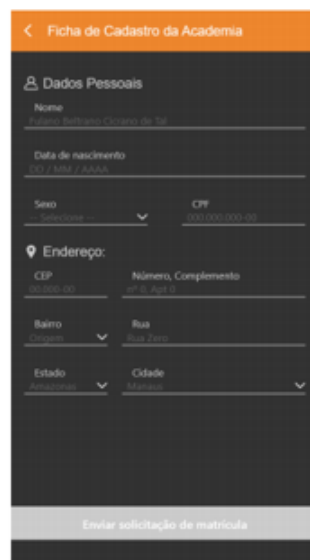 Ficha de Cadastro da Academia
Dados Pessoais
Nome
Fulano Beltrano Cicrano de Tal
Data de nascimento
DD / MM / AAAA
Sexo CPF
-- Selecione -- 000.000.000-00
Endereço:
CEP Número, Complemento
00.000-00 nº 0, Apt 0
Bairro Rua
Origem Rua Zero
Estado Cidade
Amazonas Manaus
Enviar solicitação de matrícula